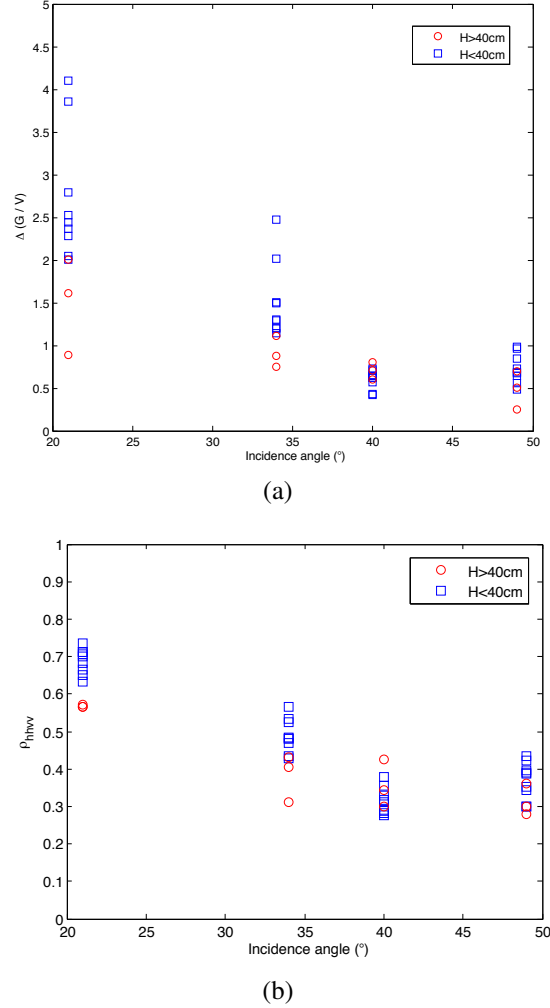 5
4.5
4
3.5
3
2.5
2
1.5
1
0.5
0
Δ (G / V)
H>40cm
H<40cm
20 25 30 35 40 45 50
Incidence angle (°)
(a)
1
0.9
0.8
0.7
0.6
0.5
0.4
0.3
0.2
0.1
0
ρhhvv
H>40cm
H<40cm
20 25 30 35 40 45 50
Incidence angle (°)
(b)